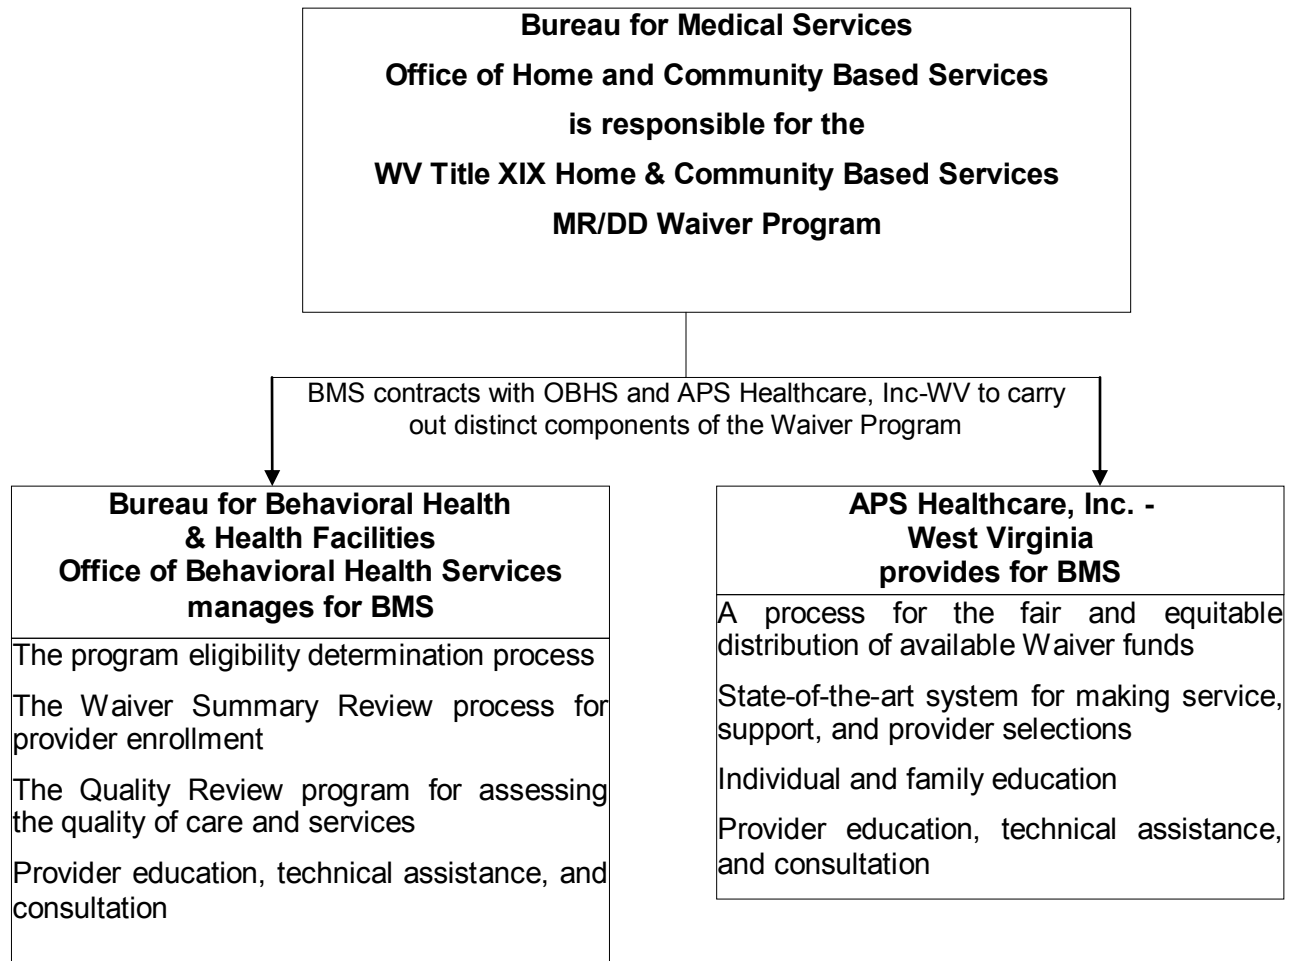 Bureau for Medical Services
Office of Home and Community Based Services
is responsible for the
WV Title XIX Home & Community Based Services
MR/DD Waiver Program
BMS contracts with OBHS and APS Healthcare, Inc-WV to carry
out distinct components of the Waiver Program
Bureau for Behavioral Health
& Health Facilities
Office of Behavioral Health Services
manages for BMS
The program eligibility determination process
The Waiver Summary Review process for
provider enrollment
The Quality Review program for assessing
the quality of care and services
Provider education, technical assistance, and
consultation
APS Healthcare, Inc. -
West Virginia
provides for BMS
A process for the fair and equitable
distribution of available Waiver funds
State-of-the-art system for making service,
support, and provider selections
Individual and family education
Provider education, technical assistance,
and consultation